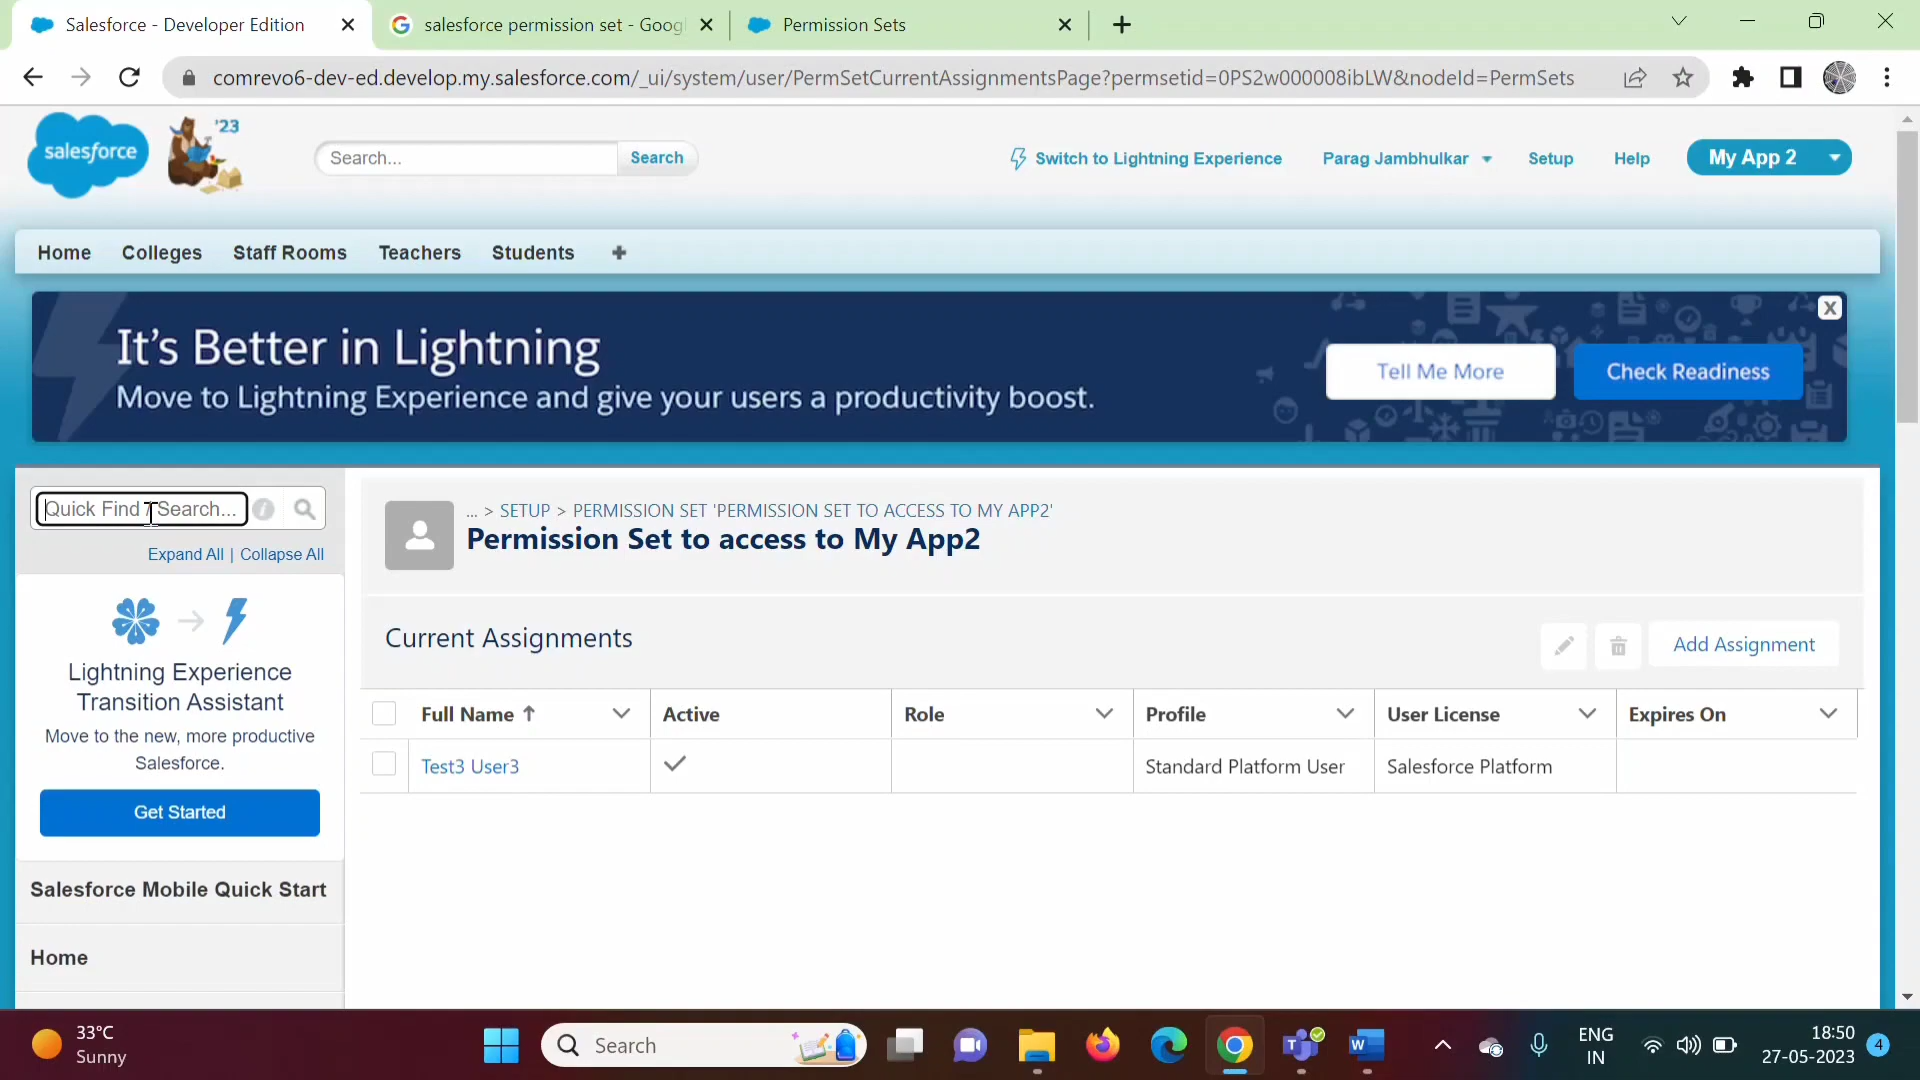 Salesforce - Developer Edition
salesforce permission set - Goog
Permission Sets
comrevo6-dev-ed.develop.my.salesforce.com/_ui/system/user/PermSetCurrentAssignmentsPage?permsetid=0PS2w000008ibLW&nodeId=PermSets
salesforce
'23
Search...
Search
Switch to Lightning Experience
Parag Jambhulkar
Setup
Help
My App 2
Home
Colleges
Staff Rooms
Teachers
Students
It's Better in Lightning
Move to Lightning Experience and give your users a productivity boost.
Tell Me More
Check Readiness
X
Quick Find / Search...
Expand All | Collapse All
Lightning Experience
Transition Assistant
Move to the new, more productive
Salesforce.
Get Started
Salesforce Mobile Quick Start
Home
... > SETUP > PERMISSION SET 'PERMISSION SET TO ACCESS TO MY APP2'
Permission Set to access to My App2
Current Assignments
Add Assignment
Full Name
Active
Role
Profile
User License
Expires On
Test3 User3
Standard Platform User
Salesforce Platform
33°C
Sunny
Search
ENG
IN
18:50
27-05-2023
4